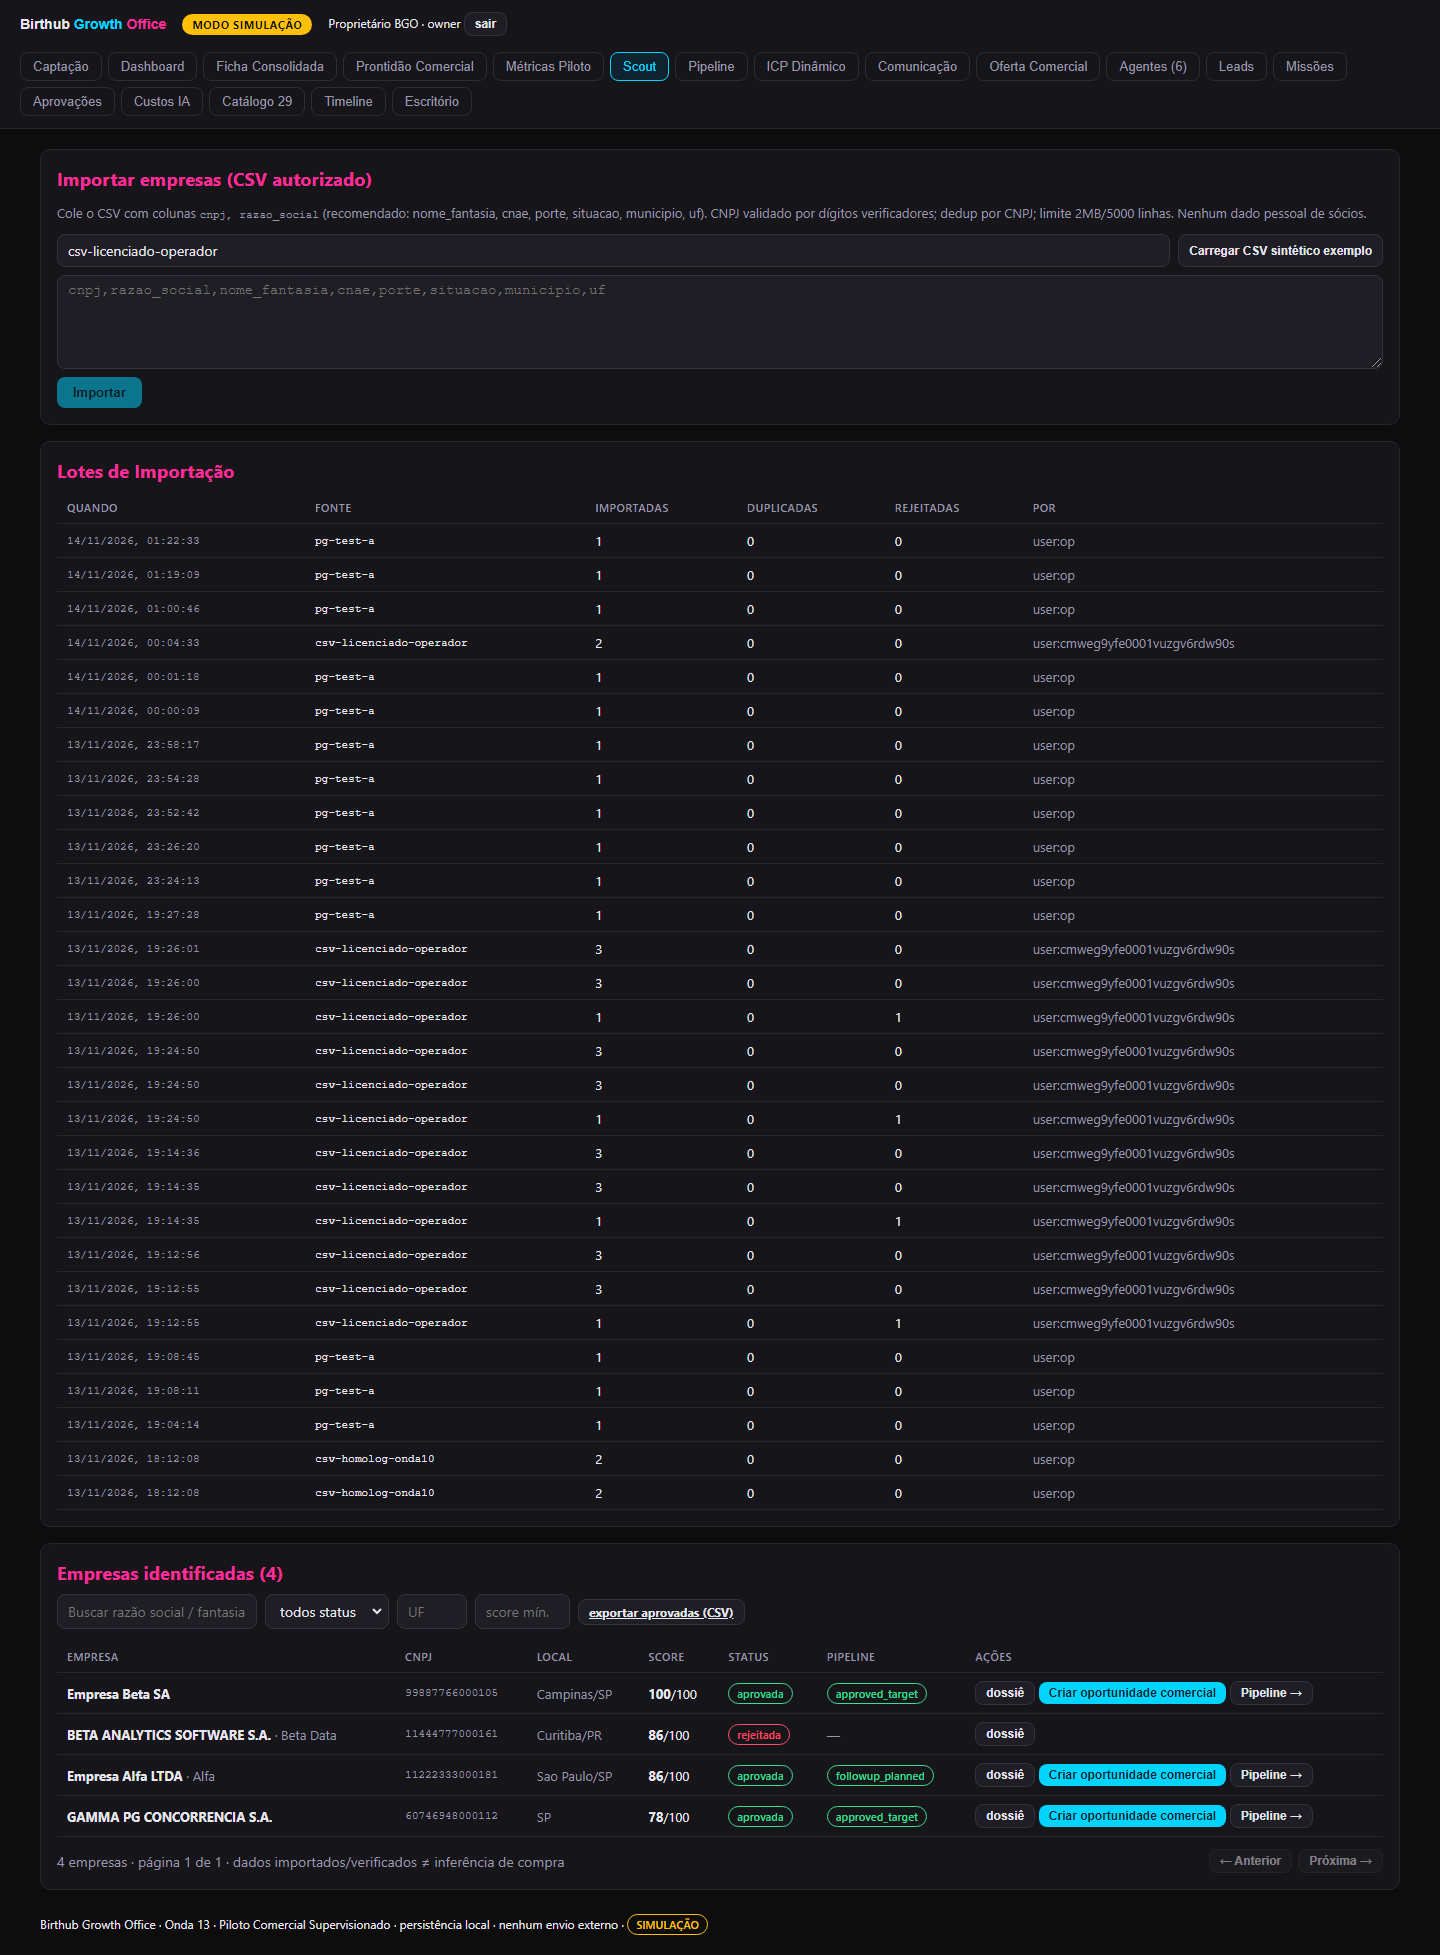 Birthub Growth Office MODO SIMULAÇÃO Proprietário BGO · owner sair
Captação Dashboard Ficha Consolidada Prontidão Comercial Métricas Piloto Scout Pipeline ICP Dinâmico Comunicação Oferta Comercial Agentes (6) Leads Missões
Aprovações Custos IA Catálogo 29 Timeline Escritório
Importar empresas (CSV autorizado)
Cole o CSV com colunas cnpj, razao_social (recomendado: nome_fantasia, cnae, porte, situacao, municipio, uf). CNPJ validado por dígitos verificadores; dedup por CNPJ; limite 2MB/5000 linhas. Nenhum dado pessoal de sócios.
csv-licenciado-operador Carregar CSV sintético exemplo
cnpj,razao_social,nome_fantasia,cnae,porte,situacao,municipio,uf
Importar
Lotes de Importação
QUANDO FONTE IMPORTADAS DUPLICADAS REJEITADAS POR
14/11/2026, 01:22:33 pg-test-a 1 0 0 user:op
14/11/2026, 01:19:09 pg-test-a 1 0 0 user:op
14/11/2026, 01:00:46 pg-test-a 1 0 0 user:op
14/11/2026, 00:04:33 csv-licenciado-operador 2 0 0 user:cmweg9yfe0001vuzgv6rdw90s
14/11/2026, 00:01:18 pg-test-a 1 0 0 user:op
14/11/2026, 00:00:09 pg-test-a 1 0 0 user:op
13/11/2026, 23:58:17 pg-test-a 1 0 0 user:op
13/11/2026, 23:54:28 pg-test-a 1 0 0 user:op
13/11/2026, 23:52:42 pg-test-a 1 0 0 user:op
13/11/2026, 23:26:20 pg-test-a 1 0 0 user:op
13/11/2026, 23:24:13 pg-test-a 1 0 0 user:op
13/11/2026, 19:27:28 pg-test-a 1 0 0 user:op
13/11/2026, 19:26:01 csv-licenciado-operador 3 0 0 user:cmweg9yfe0001vuzgv6rdw90s
13/11/2026, 19:26:00 csv-licenciado-operador 3 0 0 user:cmweg9yfe0001vuzgv6rdw90s
13/11/2026, 19:26:00 csv-licenciado-operador 1 0 1 user:cmweg9yfe0001vuzgv6rdw90s
13/11/2026, 19:24:50 csv-licenciado-operador 3 0 0 user:cmweg9yfe0001vuzgv6rdw90s
13/11/2026, 19:24:50 csv-licenciado-operador 3 0 0 user:cmweg9yfe0001vuzgv6rdw90s
13/11/2026, 19:24:50 csv-licenciado-operador 1 0 1 user:cmweg9yfe0001vuzgv6rdw90s
13/11/2026, 19:14:36 csv-licenciado-operador 3 0 0 user:cmweg9yfe0001vuzgv6rdw90s
13/11/2026, 19:14:35 csv-licenciado-operador 3 0 0 user:cmweg9yfe0001vuzgv6rdw90s
13/11/2026, 19:14:35 csv-licenciado-operador 1 0 1 user:cmweg9yfe0001vuzgv6rdw90s
13/11/2026, 19:12:56 csv-licenciado-operador 3 0 0 user:cmweg9yfe0001vuzgv6rdw90s
13/11/2026, 19:12:55 csv-licenciado-operador 3 0 0 user:cmweg9yfe0001vuzgv6rdw90s
13/11/2026, 19:12:55 csv-licenciado-operador 1 0 1 user:cmweg9yfe0001vuzgv6rdw90s
13/11/2026, 19:08:45 pg-test-a 1 0 0 user:op
13/11/2026, 19:08:11 pg-test-a 1 0 0 user:op
13/11/2026, 19:04:14 pg-test-a 1 0 0 user:op
13/11/2026, 18:12:08 csv-homolog-onda10 2 0 0 user:op
13/11/2026, 18:12:08 csv-homolog-onda10 2 0 0 user:op
Empresas identificadas (4)
Buscar razão social / fantasia todos status UF score mín. exportar aprovadas (CSV)
EMPRESA CNPJ LOCAL SCORE STATUS PIPELINE AÇÕES
Empresa Beta SA 99887766000105 Campinas/SP 100/100 aprovada approved_target dossiê Criar oportunidade comercial Pipeline →
BETA ANALYTICS SOFTWARE S.A. · Beta Data 11444777000161 Curitiba/PR 86/100 rejeitada — dossiê
Empresa Alfa LTDA · Alfa 11222333000181 Sao Paulo/SP 86/100 aprovada followup_planned dossiê Criar oportunidade comercial Pipeline →
GAMMA PG CONCORRENCIA S.A. 60746948000112 SP 78/100 aprovada approved_target dossiê Criar oportunidade comercial Pipeline →
4 empresas · página 1 de 1 · dados importados/verificados ≠ inferência de compra ← Anterior Próxima →
Birthub Growth Office · Onda 13 · Piloto Comercial Supervisionado · persistência local · nenhum envio externo · SIMULAÇÃO